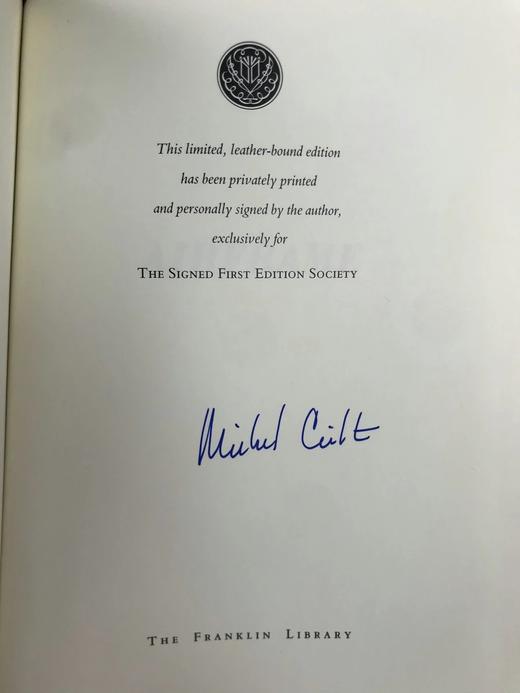 This limited, leather-bound edition
has been privately printed
and personally signed by the author,
exclusively for
THE SIGNED FIRST EDITION SOCIETY
THE FRANKLIN LIBRARY